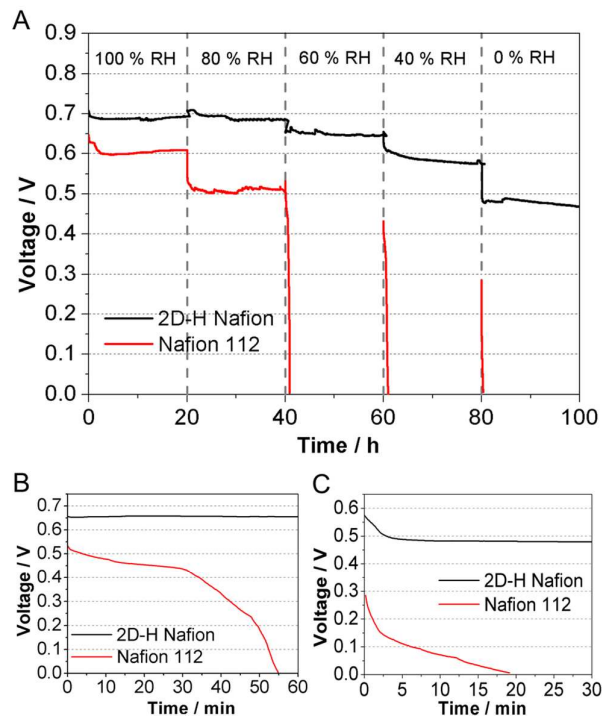 A
100 % RH 80 % RH 60 % RH 40 % RH 0 % RH
0.9
0.8
0.7
0.6
0.5
0.4
0.3
0.2
0.1
0.0
Voltage / V
2D-H Nafion
Nafion 112
0 20 40 60 80 100
Time / h
B
0.7
0.6
0.5
0.4
0.3
0.2
0.1
0.0
Voltage / V
2D-H Nafion
Nafion 112
0 10 20 30 40 50 60
Time / min
C
0.7
0.6
0.5
0.4
0.3
0.2
0.1
0.0
Voltage / V
2D-H Nafion
Nafion 112
0 5 10 15 20 25 30
Time / min